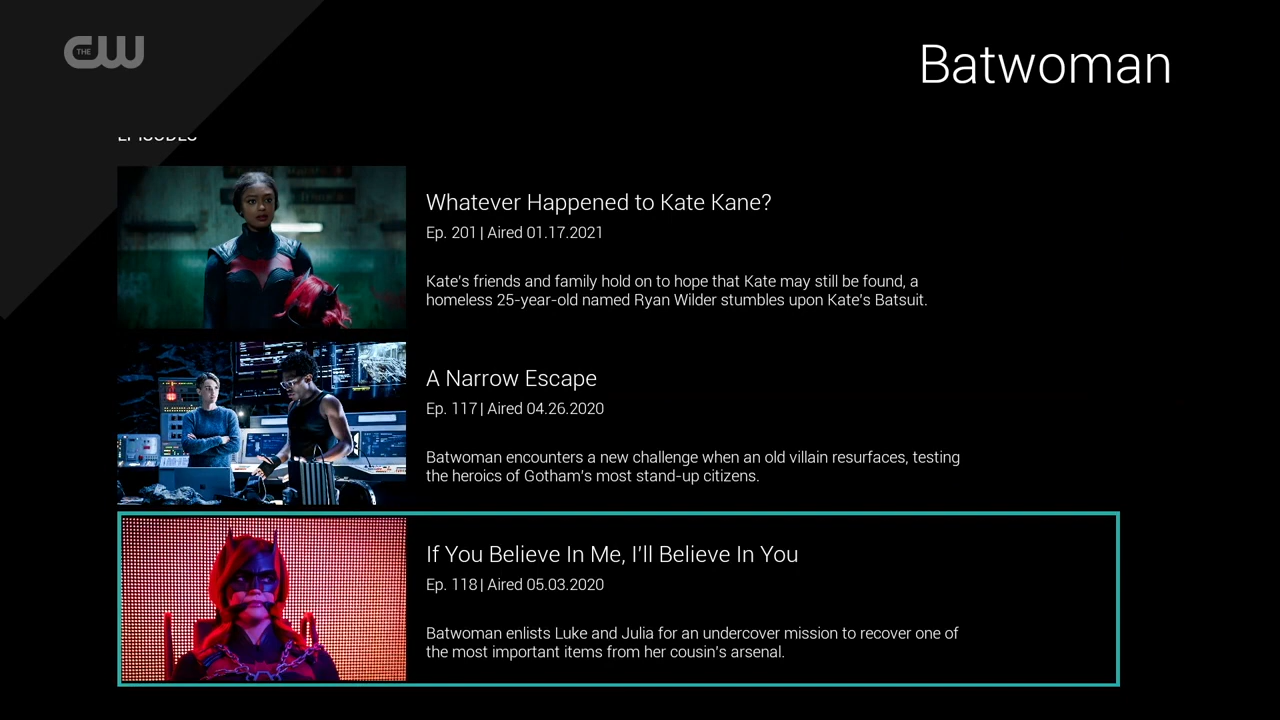 THE CW
Batwoman
EPISODES
Whatever Happened to Kate Kane?
Ep. 201 | Aired 01.17.2021
Kate's friends and family hold on to hope that Kate may still be found, a
homeless 25-year-old named Ryan Wilder stumbles upon Kate's Batsuit.
A Narrow Escape
Ep. 117 | Aired 04.26.2020
Batwoman encounters a new challenge when an old villain resurfaces, testing
the heroics of Gotham's most stand-up citizens.
If You Believe In Me, I'll Believe In You
Ep. 118 | Aired 05.03.2020
Batwoman enlists Luke and Julia for an undercover mission to recover one of
the most important items from her cousin's arsenal.